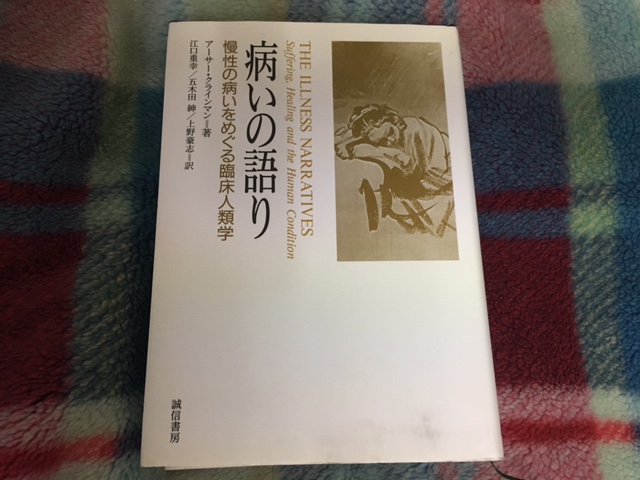 THE ILLNESS NARRATIVES
Suffering, Healing and the Human Condition
病いの語り
慢性の病いをめぐる臨床人類学
アーサー・クラインマン＝著
江口重幸／五木田 紳／上野豪志＝訳
誠信書房